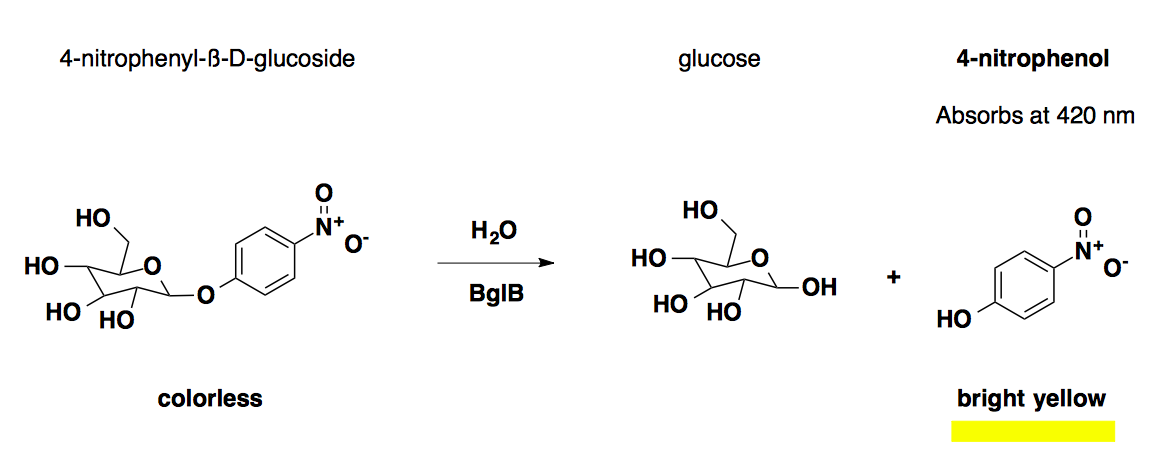 4-nitrophenyl-ß-D-glucoside
glucose
4-nitrophenol
Absorbs at 420 nm
HO
HO
HO
HO
O
O
O
N+
O-
H2O
BglB
HO
HO
HO
HO
O
OH
+
O
N+
O-
HO
colorless
bright yellow